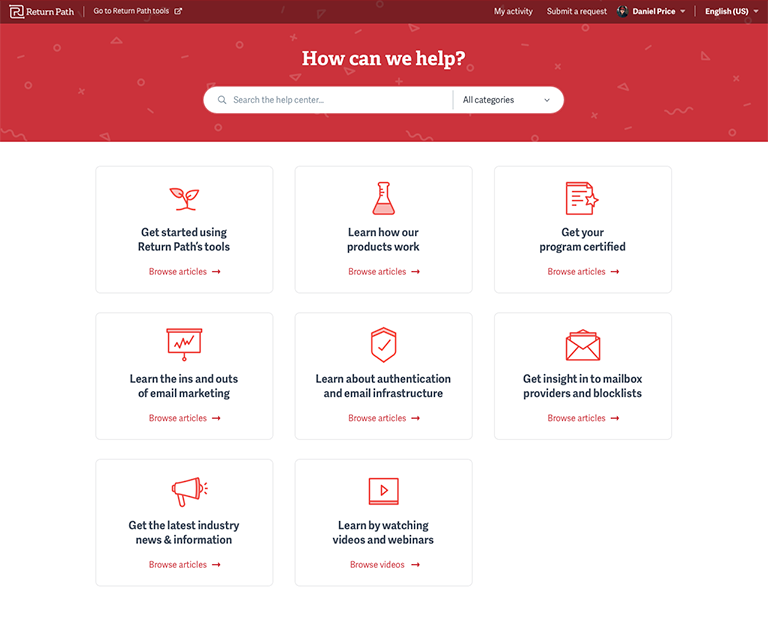 Return Path
Go to Return Path tools
My activity
Submit a request
Daniel Price
English (US)
How can we help?
Search the help center...
All categories
Get started using
Return Path's tools
Browse articles →
Learn how our
products work
Browse articles →
Get your
program certified
Browse articles →
Learn the ins and outs
of email marketing
Browse articles →
Learn about authentication
and email infrastructure
Browse articles →
Get insight in to mailbox
providers and blocklists
Browse articles →
Get the latest industry
news & information
Browse articles →
Learn by watching
videos and webinars
Browse videos →